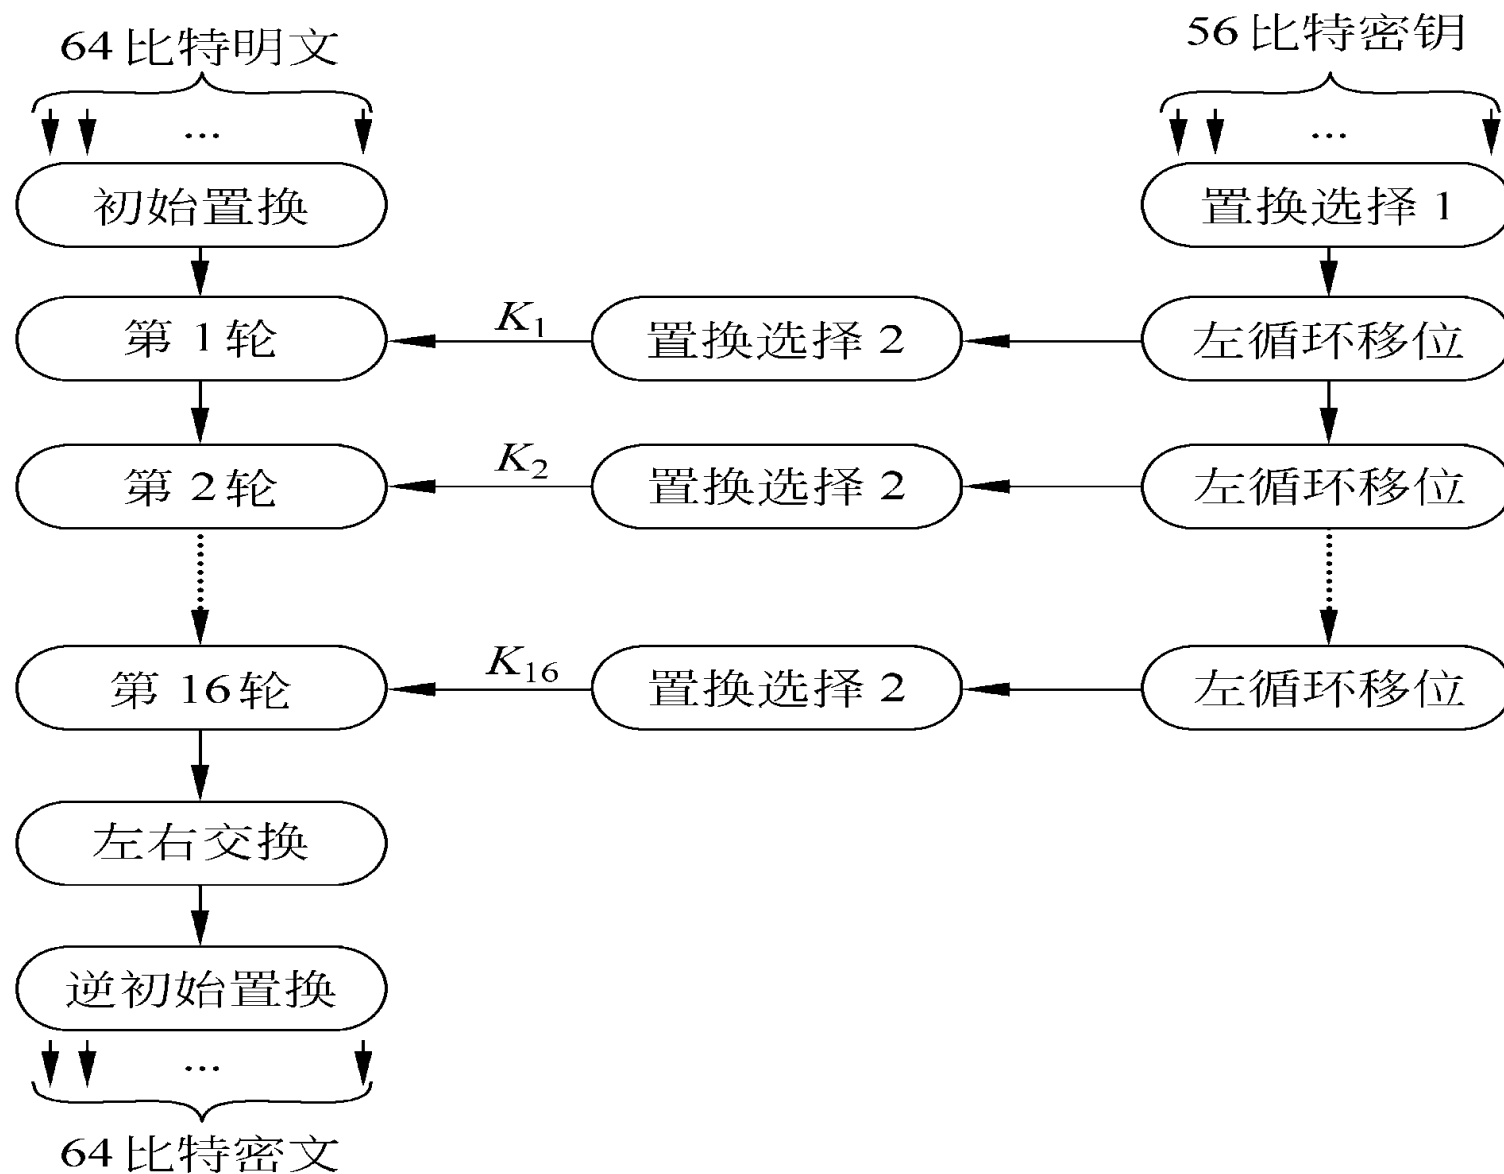 64比特明文
56比特密钥
...
...
初始置换
置换选择1
第1轮
K1
置换选择2
左循环移位
第2轮
K2
置换选择2
左循环移位
第16轮
K16
置换选择2
左循环移位
左右交换
逆初始置换
...
64比特密文